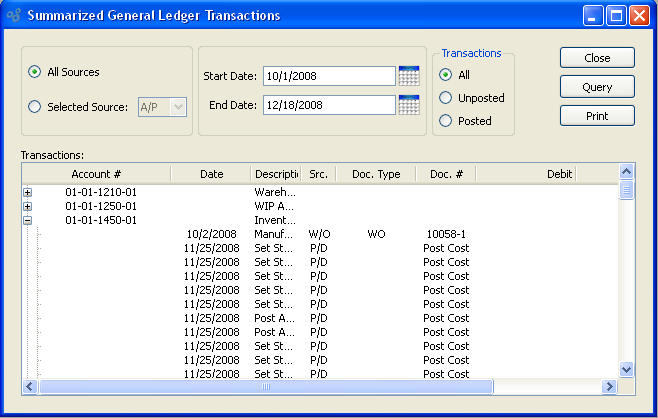 Summarized General Ledger Transactions
All Sources
Selected Source: A/P
Start Date: 10/1/2008
End Date: 12/18/2008
Transactions
All
Unposted
Posted
Close
Query
Print
Transactions:
Account # Date Descriptic Src. Doc. Type Doc. # Debit
01-01-1210-01 Wareh...
01-01-1250-01 WIP A...
01-01-1450-01 Invent...
10/2/2008 Manuf... W/O WO 10058-1
11/25/2008 Set St... P/D Post Cost
11/25/2008 Set St... P/D Post Cost
11/25/2008 Set St... P/D Post Cost
11/25/2008 Set St... P/D Post Cost
11/25/2008 Set St... P/D Post Cost
11/25/2008 Post A... P/D Post Cost
11/25/2008 Post A... P/D Post Cost
11/25/2008 Set St... P/D Post Cost
11/25/2008 Set St... P/D Post Cost
11/25/2008 Set St... P/D Post Cost